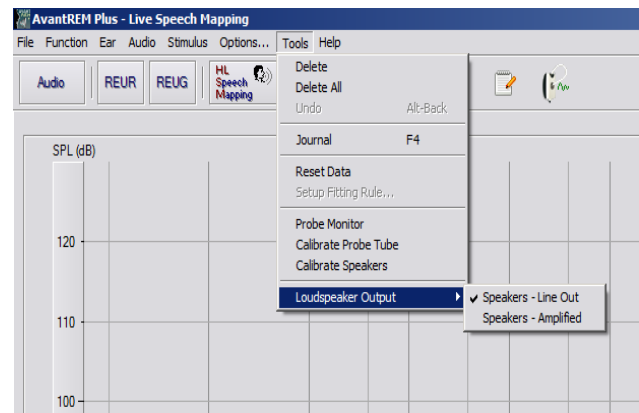 AvantREM Plus - Live Speech Mapping
File Function Ear Audio Stimulus Options... Tools Help
Audio
REUR
REUG
HL
Speech
Mapping
Delete
Delete All
Undo Alt-Back
Journal F4
Reset Data
Setup Fitting Rule...
Probe Monitor
Calibrate Probe Tube
Calibrate Speakers
Loudspeaker Output
Speakers - Line Out
Speakers - Amplified
SPL (dB)
120
110
100